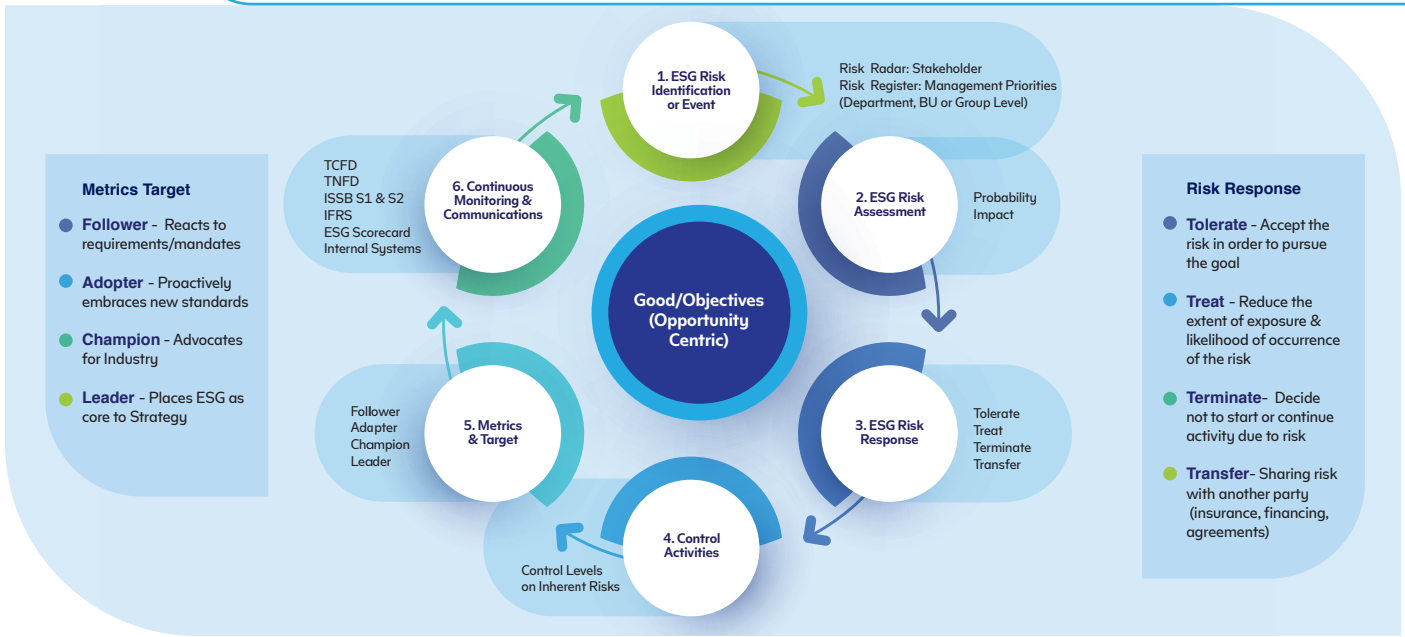 1. ESG Risk
Identification
or Event
Risk Radar: Stakeholder
Risk Register: Management Priorities
(Department, BU or Group Level)
2. ESG Risk
Assessment
Probability
Impact
3. ESG Risk
Response
Tolerate
Treat
Terminate
Transfer
4. Control
Activities
Control Levels
on Inherent Risks
5. Metrics
& Target
Follower
Adapter
Champion
Leader
6. Continuous
Monitoring &
Communications
TCFD
TNFD
ISSB S1 & S2
IFRS
ESG Scorecard
Internal Systems
Good/Objectives
(Opportunity
Centric)
Metrics Target
Follower - Reacts to
requirements/mandates
Adopter - Proactively
embraces new standards
Champion - Advocates
for Industry
Leader - Places ESG as
core to Strategy
Risk Response
Tolerate - Accept the
risk in order to pursue
the goal
Treat - Reduce the
extent of exposure &
likelihood of occurrence
of the risk
Terminate- Decide
not to start or continue
activity due to risk
Transfer- Sharing risk
with another party
(insurance, financing,
agreements)